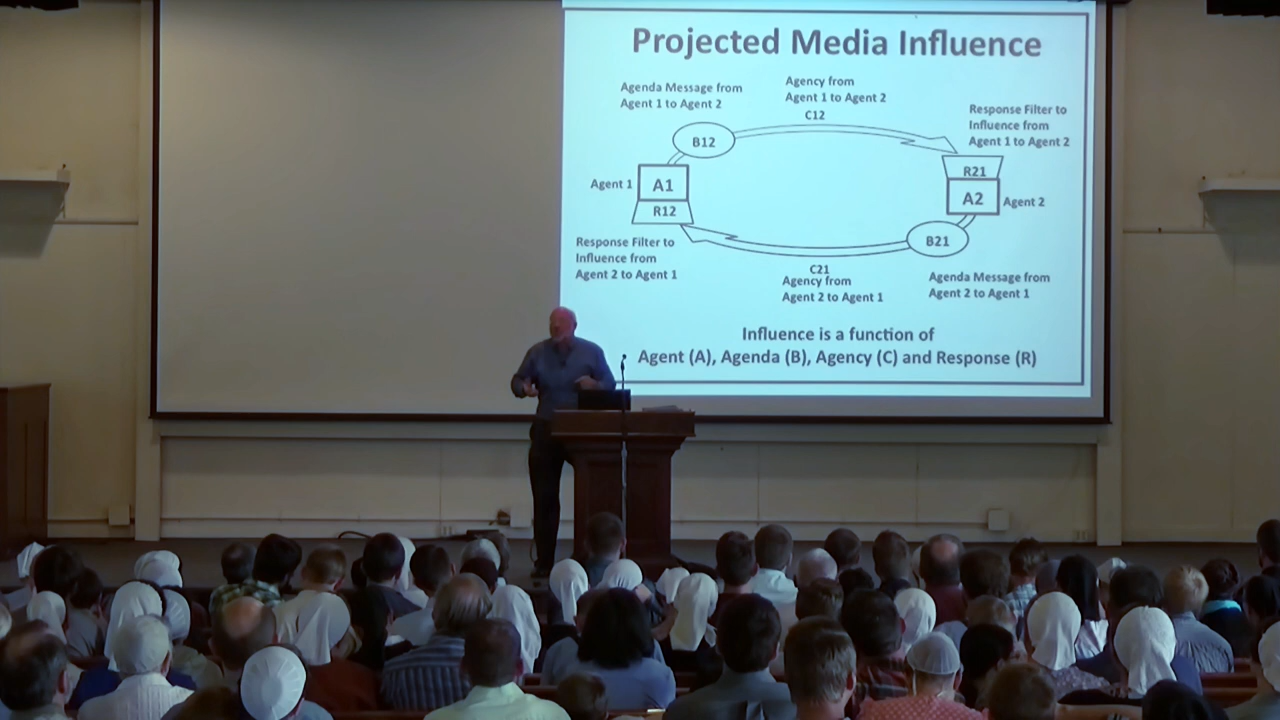 Projected Media Influence
Agenda Message from
Agent 1 to Agent 2
Agency from
Agent 1 to Agent 2
C12
Response Filter to
Influence from
Agent 1 to Agent 2
B12
R21
Agent 1
A1
A2
Agent 2
R12
B21
Response Filter to
Influence from
Agent 2 to Agent 1
C21
Agency from
Agent 2 to Agent 1
Agenda Message from
Agent 2 to Agent 1
Influence is a function of
Agent (A), Agenda (B), Agency (C) and Response (R)